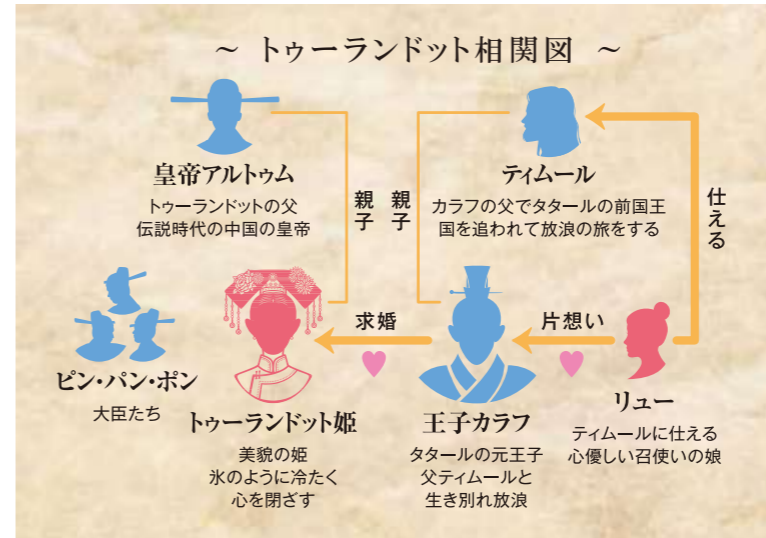 ～ トゥーランドット相関図 ～
皇帝アルトゥム
トゥーランドットの父
伝説時代の中国の皇帝
親子
親子
ティムール
カラフの父でタタールの前国王
国を追われて放浪の旅をする
仕える
ピン・パン・ポン
大臣たち
トゥーランドット姫
美貌の姫
氷のように冷たく
心を閉ざす
求婚
王子カラフ
タタールの元王子
父ティムールと
生き別れ放浪
片想い
リュー
ティムールに仕える
心優しい召使いの娘